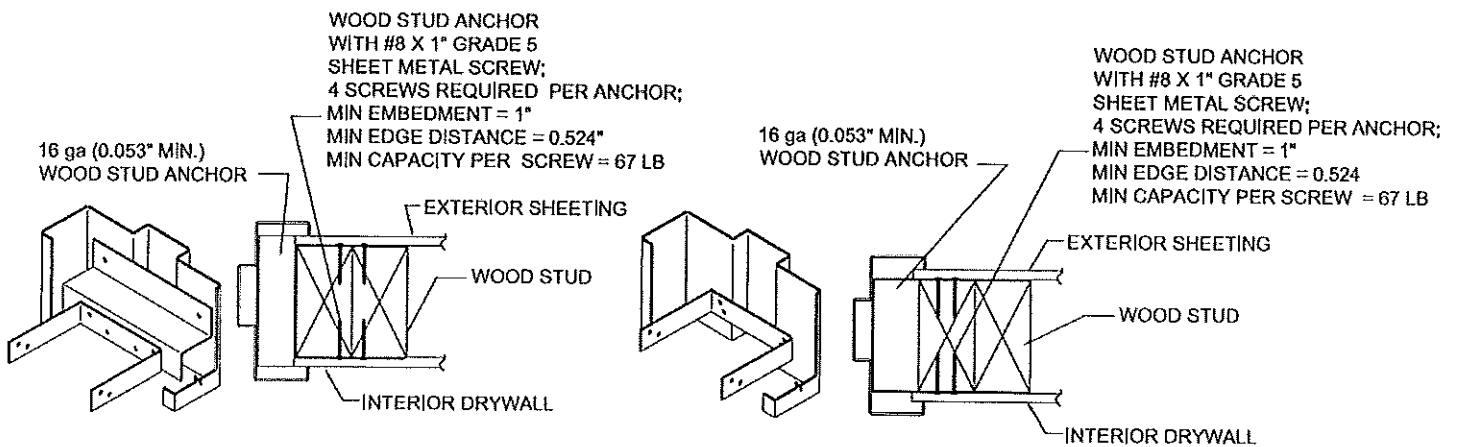 WOOD STUD ANCHOR
WITH #8 X 1" GRADE 5
SHEET METAL SCREW;
4 SCREWS REQUIRED PER ANCHOR;
MIN EMBEDMENT = 1"
MIN EDGE DISTANCE = 0.524"
MIN CAPACITY PER SCREW = 67 LB
16 ga (0.053" MIN.)
WOOD STUD ANCHOR
EXTERIOR SHEETING
WOOD STUD
INTERIOR DRYWALL
WOOD STUD ANCHOR
WITH #8 X 1" GRADE 5
SHEET METAL SCREW;
4 SCREWS REQUIRED PER ANCHOR;
MIN EMBEDMENT = 1"
MIN EDGE DISTANCE = 0.524
MIN CAPACITY PER SCREW = 67 LB
16 ga (0.053" MIN.)
WOOD STUD ANCHOR
EXTERIOR SHEETING
WOOD STUD
INTERIOR DRYWALL